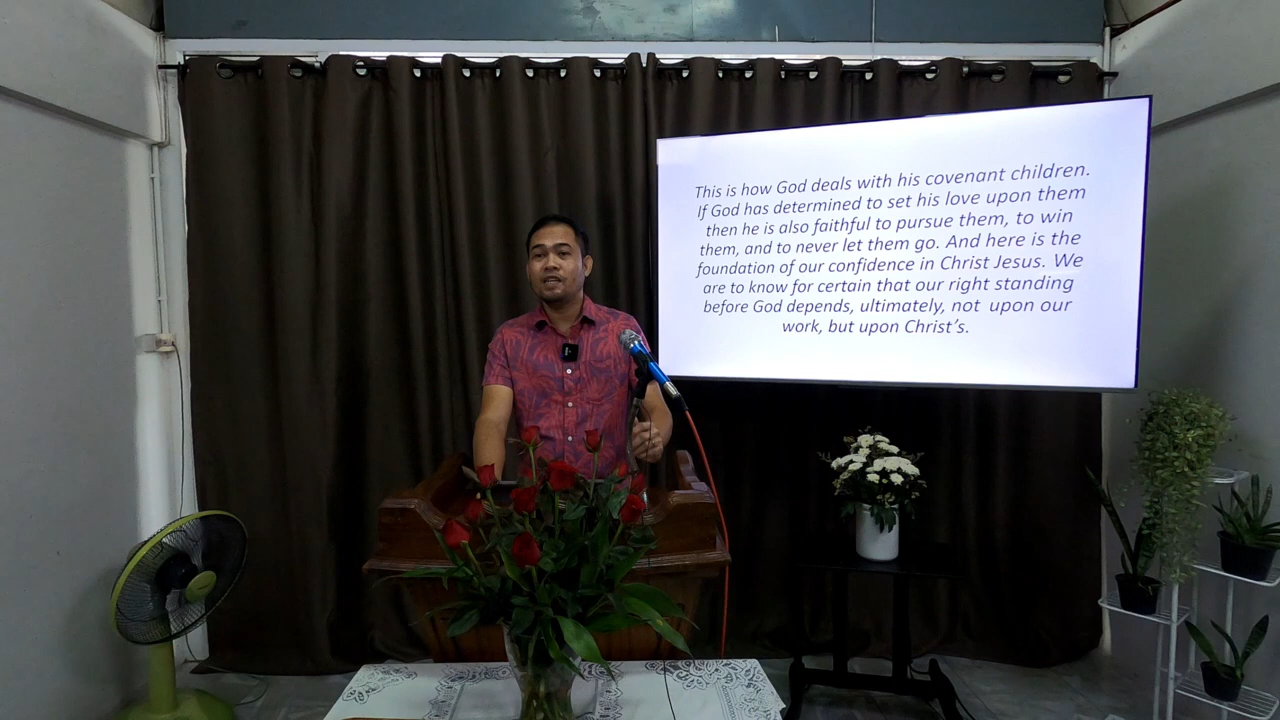 This is how God deals with his covenant children.
If God has determined to set his love upon them
then he is also faithful to pursue them, to win
them, and to never let them go. And here is the
foundation of our confidence in Christ Jesus. We
are to know for certain that our right standing
before God depends, ultimately, not upon our
work, but upon Christ's.